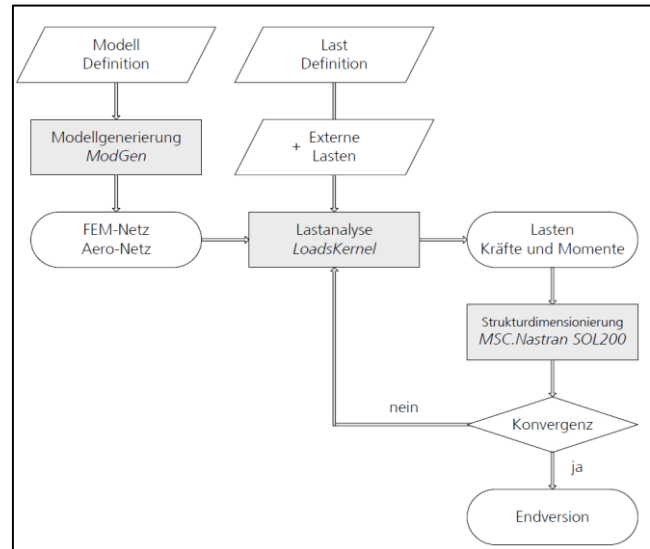 Modell
Definition
Last
Definition
Modellgenerierung
ModGen
+ Externe
Lasten
FEM-Netz
Aero-Netz
Lastanalyse
LoadsKernel
Lasten
Kräfte und Momente
Strukturdimensionierung
MSC.Nastran SOL200
nein
Konvergenz
ja
Endversion